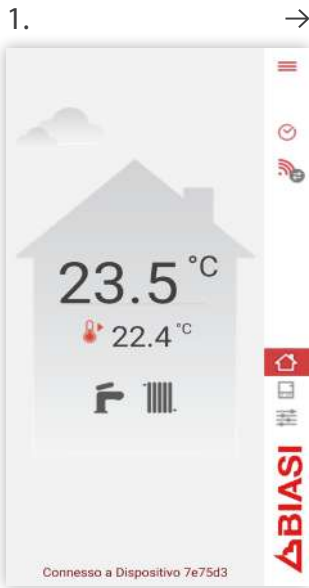 1.
23.5 °C
22.4 °C
BIASI
Connesso a Dispositivo 7e75d3